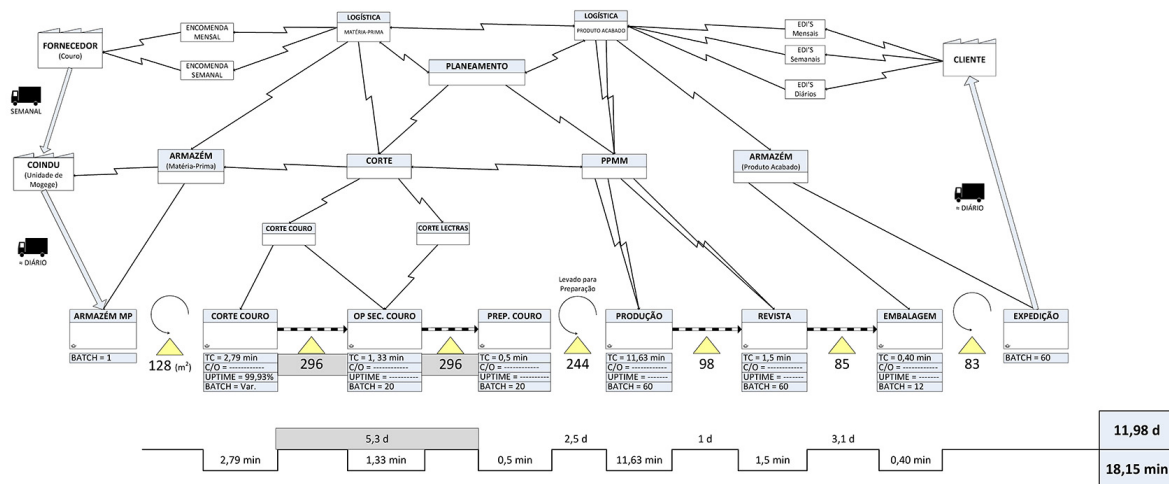 LOGÍSTICA
MATÉRIA-PRIMA
LOGÍSTICA
PRODUTO ACABADO
ENCOMENDA
MENSAL
EDI'S
Mensais
FORNECEDOR
(Couro)
EDI'S
Semanais
CLIENTE
ENCOMENDA
SEMANAL
PLANEAMENTO
EDI'S
Diários
SEMANAL
COINDU
(Unidade de
Mogege)
ARMAZÉM
(Matéria-Prima)
CORTE
PPMM
ARMAZÉM
(Produto Acabado)
≈ DIÁRIO
≈ DIÁRIO
CORTE COURO
CORTE LECTRAS
Levado para
Preparação
ARMAZÉM MP
BATCH = 1
128 (m²)
CORTE COURO
TC = 2,79 min
C/O = ------------
UPTIME = 99,93%
BATCH = Var.
296
OP SEC. COURO
TC = 1, 33 min
C/O = ------------
UPTIME = --------
BATCH = 20
296
PREP. COURO
TC = 0,5 min
C/O = ------------
UPTIME = --------
BATCH = 20
244
PRODUÇÃO
TC = 11,63 min
C/O = ------------
UPTIME = --------
BATCH = 60
98
REVISTA
TC = 1,5 min
C/O = ------------
UPTIME = --------
BATCH = 60
85
EMBALAGEM
TC = 0,40 min
C/O = ------------
UPTIME = --------
BATCH = 12
83
EXPEDIÇÃO
BATCH = 60
5,3 d
2,5 d
1 d
3,1 d
11,98 d
2,79 min
1,33 min
0,5 min
11,63 min
1,5 min
0,40 min
18,15 min